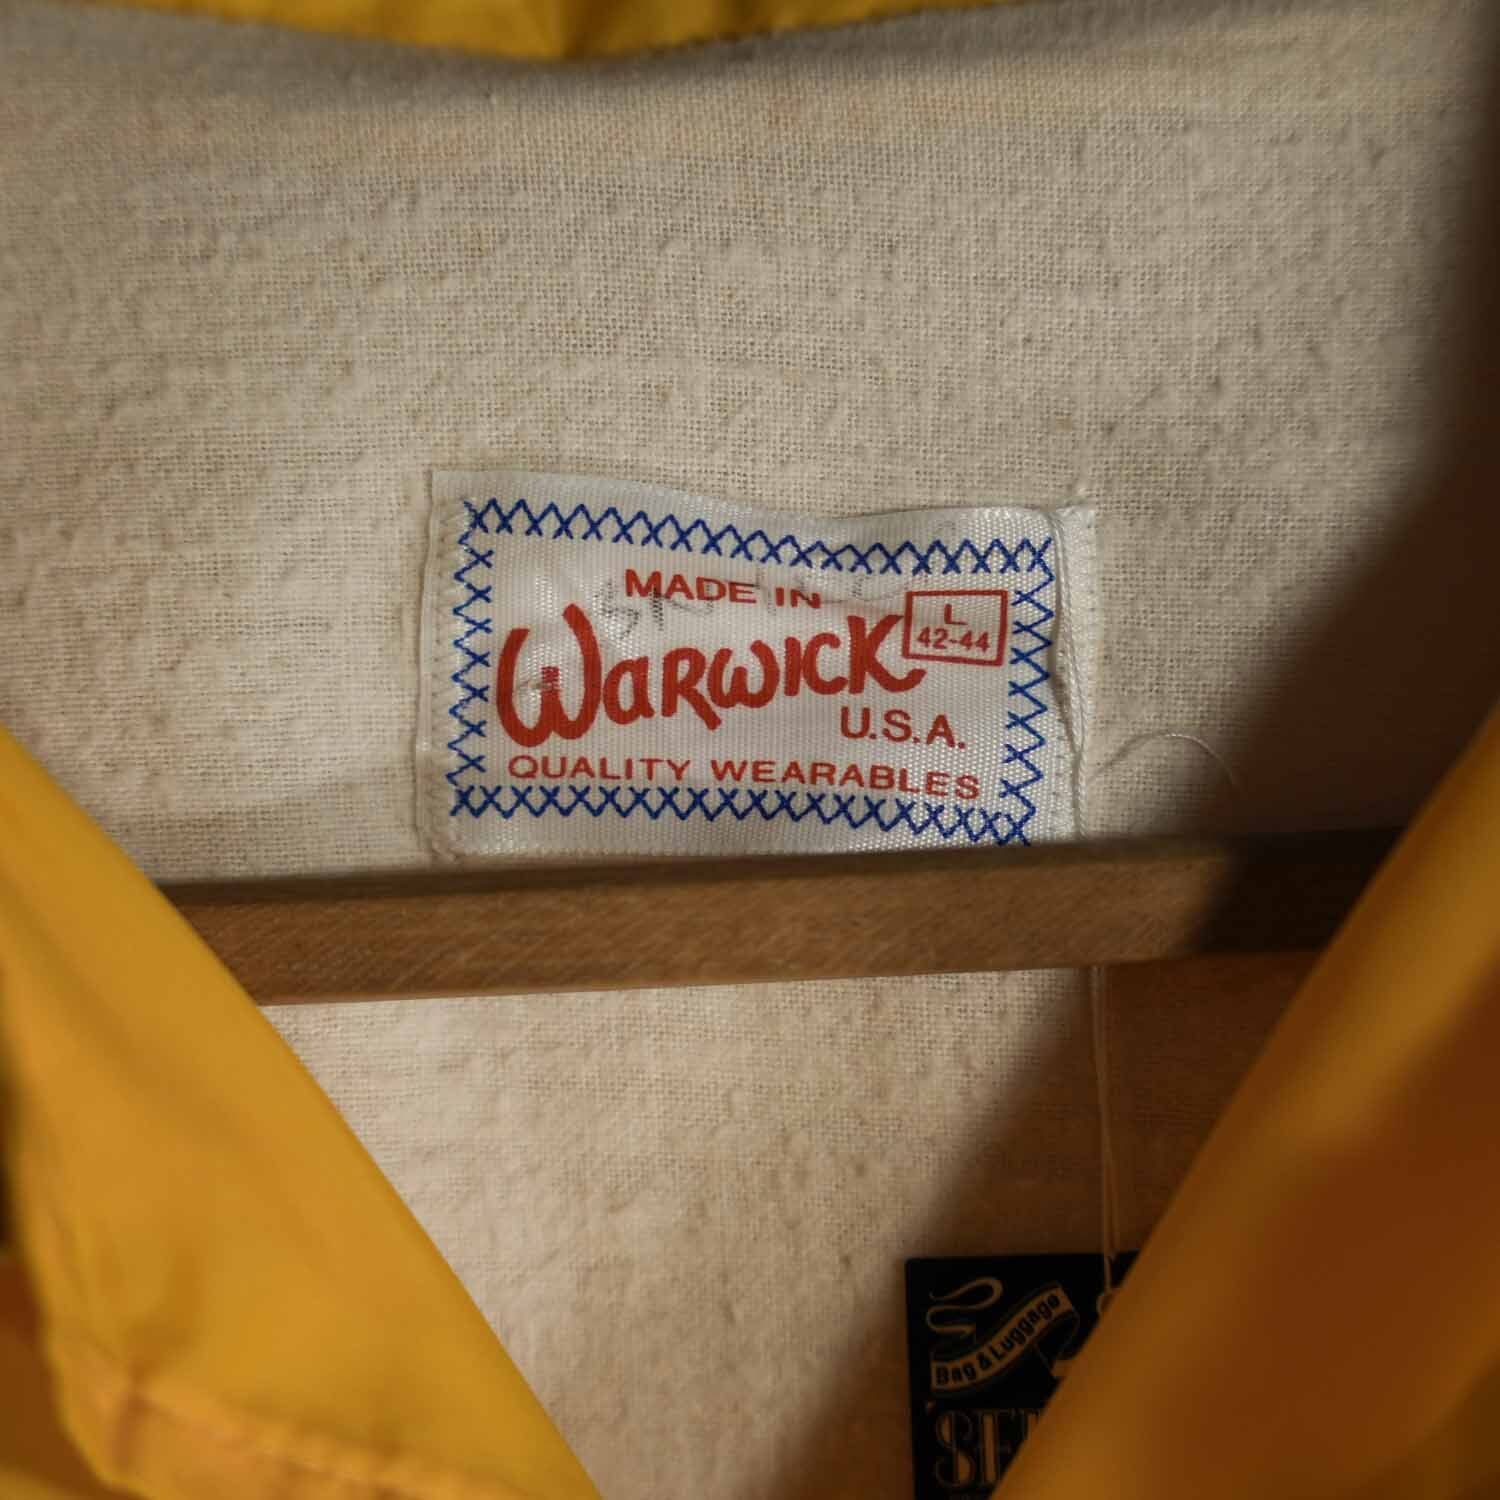 MADE IN
L
42-44
WARWICK
U.S.A.
QUALITY WEARABLES
Bag & Luggage